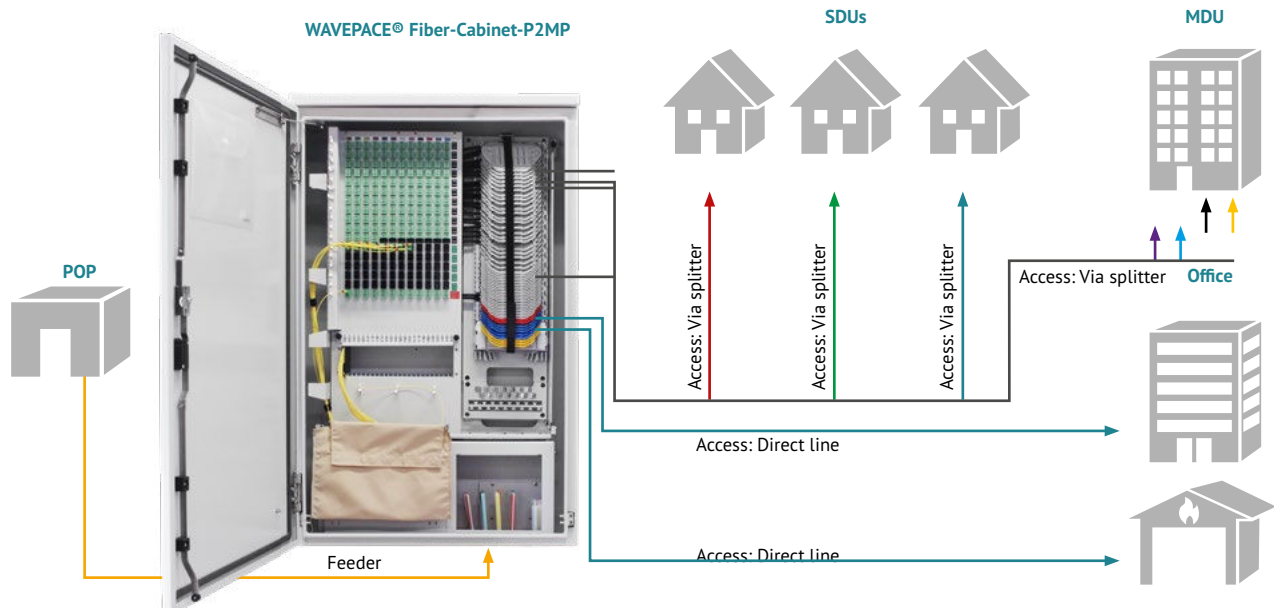 WAVEPACE® Fiber-Cabinet-P2MP
SDUs
MDU
POP
Access: Via splitter
Access: Via splitter
Access: Via splitter
Access: Via splitter
Office
Access: Direct line
Access: Direct line
Feeder